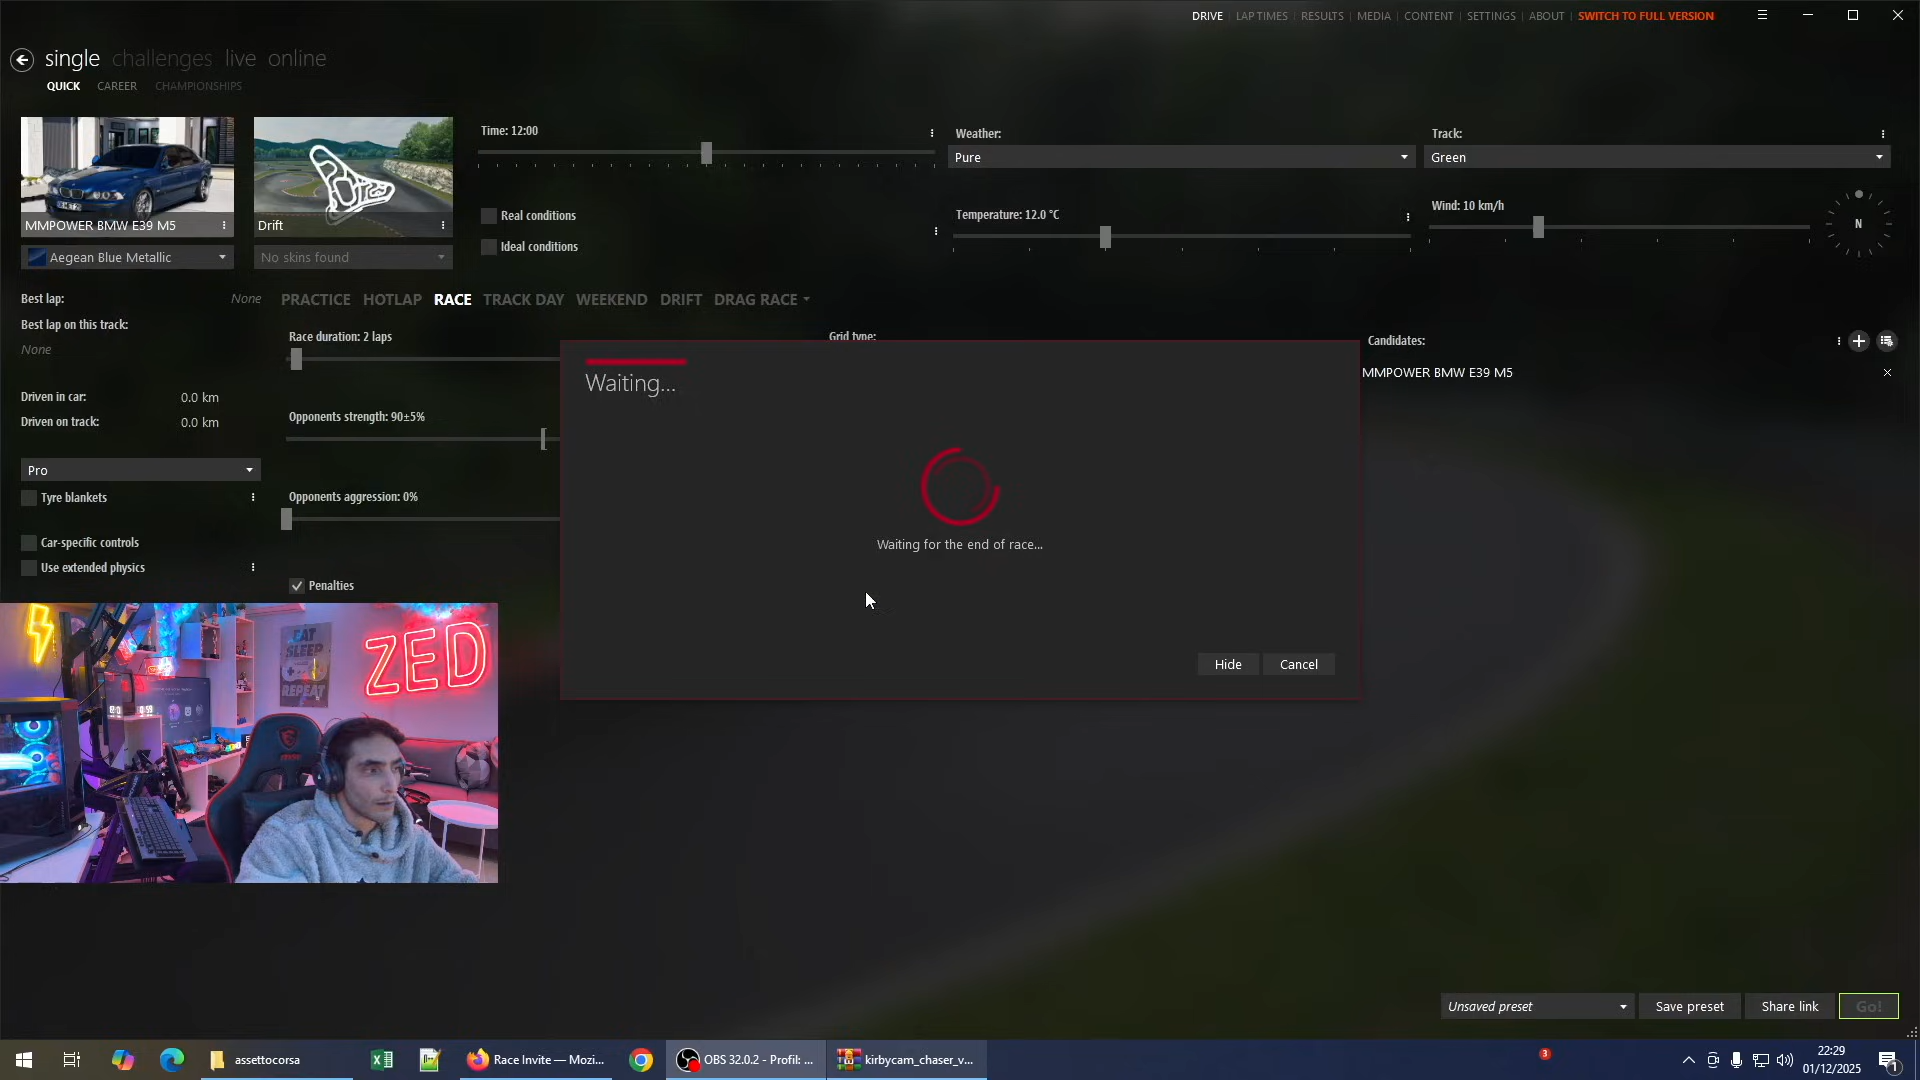 DRIVE LAP TIMES RESULTS MEDIA CONTENT SETTINGS ABOUT SWITCH TO FULL VERSION
single challenges live online
QUICK CAREER CHAMPIONSHIPS
Time: 12:00
Weather:
Track:
Pure
Green
MMPOWER BMW E39 M5
Drift
Real conditions
Temperature: 12.0 °C
Wind: 10 km/h
N
Ideal conditions
Aegean Blue Metallic
No skins found
Best lap: None
PRACTICE HOTLAP RACE TRACK DAY WEEKEND DRIFT DRAG RACE
Best lap on this track:
None
Race duration: 2 laps
Grid type:
Candidates:
MMPOWER BMW E39 M5
Waiting...
Driven in car: 0.0 km
Driven on track: 0.0 km
Opponents strength: 90±5%
Pro
Tyre blankets
Opponents aggression: 0%
Car-specific controls
Use extended physics
Penalties
Waiting for the end of race...
Hide Cancel
EAT
SLEEP
REPEAT
ZED
Unsaved preset Save preset Share link Go!
assettocorsa
Race Invite — Mozi...
OBS 32.0.2 - Profil: ...
kirbycam_chaser_v...
3
22:29
01/12/2025
1